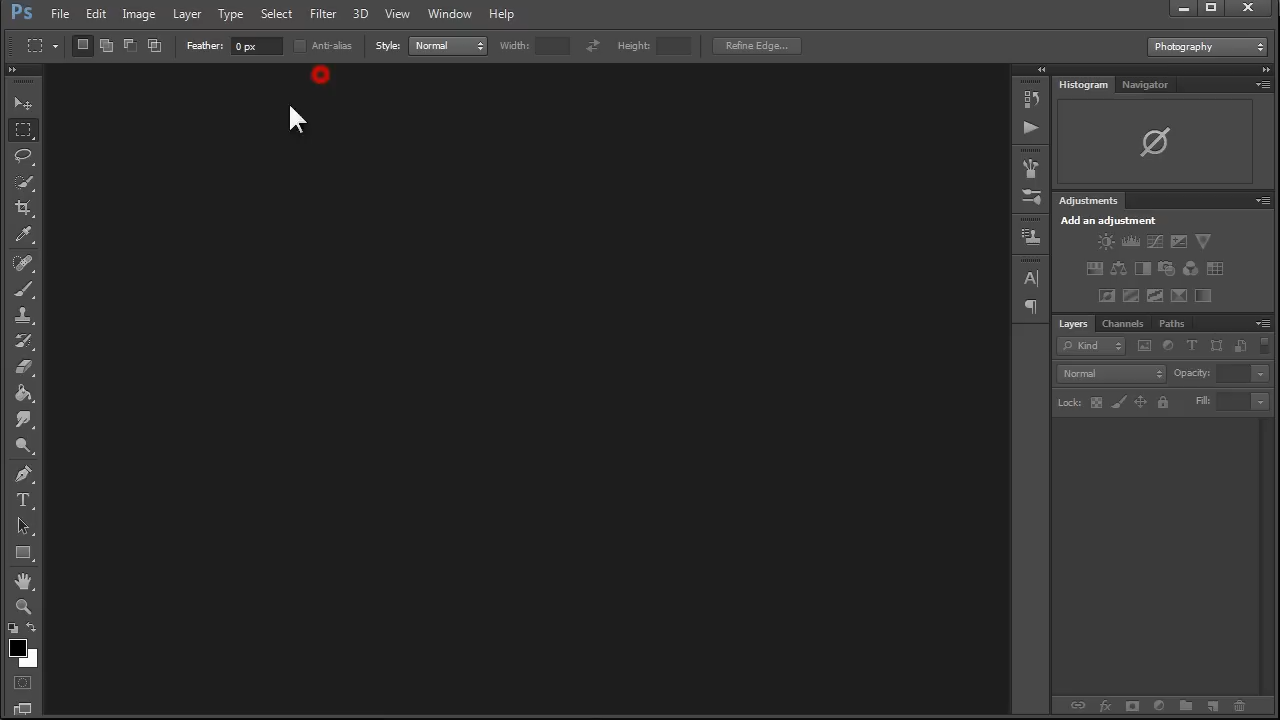 Ps File Edit Image Layer Type Select Filter 3D View Window Help
Feather: 0 px Anti-alias Style: Normal Width: Height: Refine Edge... Photography
Histogram Navigator
Adjustments
Add an adjustment
Layers Channels Paths
Kind
Normal Opacity:
Lock: Fill: